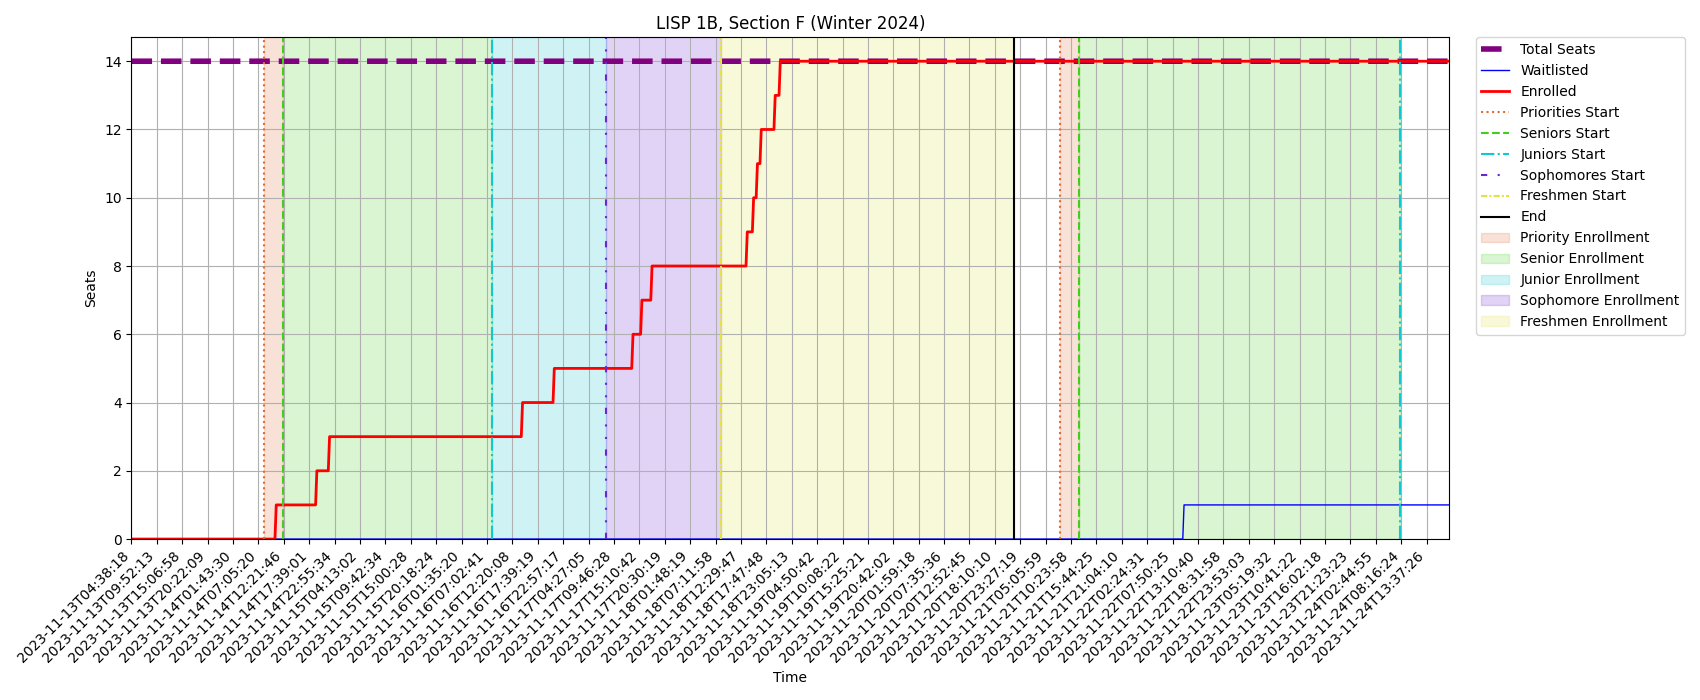 LISP 1B, Section F (Winter 2024)
Seats
14
12
10
8
6
4
2
0
2023-11-13T04:38:18
2023-11-13T09:52:13
2023-11-13T15:06:58
2023-11-13T20:22:09
2023-11-14T01:43:30
2023-11-14T07:05:20
2023-11-14T12:21:46
2023-11-14T17:39:01
2023-11-14T22:55:34
2023-11-15T04:13:02
2023-11-15T09:42:34
2023-11-15T15:00:28
2023-11-15T20:18:24
2023-11-16T01:35:20
2023-11-16T07:02:41
2023-11-16T12:20:08
2023-11-16T17:39:19
2023-11-16T22:57:17
2023-11-17T04:27:05
2023-11-17T09:46:28
2023-11-17T15:10:42
2023-11-17T20:30:19
2023-11-18T01:48:19
2023-11-18T07:11:58
2023-11-18T12:29:47
2023-11-18T17:47:48
2023-11-18T23:05:13
2023-11-19T04:50:42
2023-11-19T10:08:22
2023-11-19T15:25:21
2023-11-19T20:42:02
2023-11-20T01:59:18
2023-11-20T07:35:36
2023-11-20T12:52:45
2023-11-20T18:10:10
2023-11-20T23:27:19
2023-11-21T05:05:59
2023-11-21T10:23:58
2023-11-21T15:44:25
2023-11-21T21:04:10
2023-11-22T02:24:31
2023-11-22T07:50:25
2023-11-22T13:10:40
2023-11-22T18:31:58
2023-11-22T23:53:03
2023-11-23T05:19:32
2023-11-23T10:41:22
2023-11-23T16:02:18
2023-11-23T21:23:23
2023-11-24T02:44:55
2023-11-24T08:16:24
2023-11-24T13:37:26
Time
Total Seats
Waitlisted
Enrolled
Priorities Start
Seniors Start
Juniors Start
Sophomores Start
Freshmen Start
End
Priority Enrollment
Senior Enrollment
Junior Enrollment
Sophomore Enrollment
Freshmen Enrollment